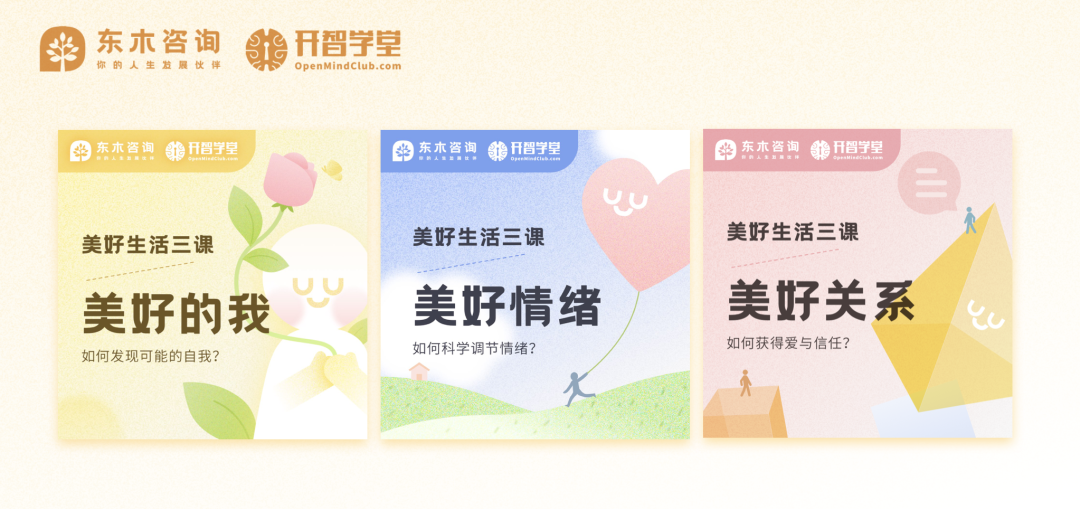 东木咨询
你的人生发展伙伴
开智学堂
OpenMindClub.com
东木咨询
你的人生发展伙伴
开智学堂
OpenMindClub.com
美好生活三课
美好的我
如何发现可能的自我?
东木咨询
你的人生发展伙伴
开智学堂
OpenMindClub.com
美好生活三课
美好情绪
如何科学调节情绪?
东木咨询
你的人生发展伙伴
开智学堂
OpenMindClub.com
美好生活三课
美好关系
如何获得爱与信任?